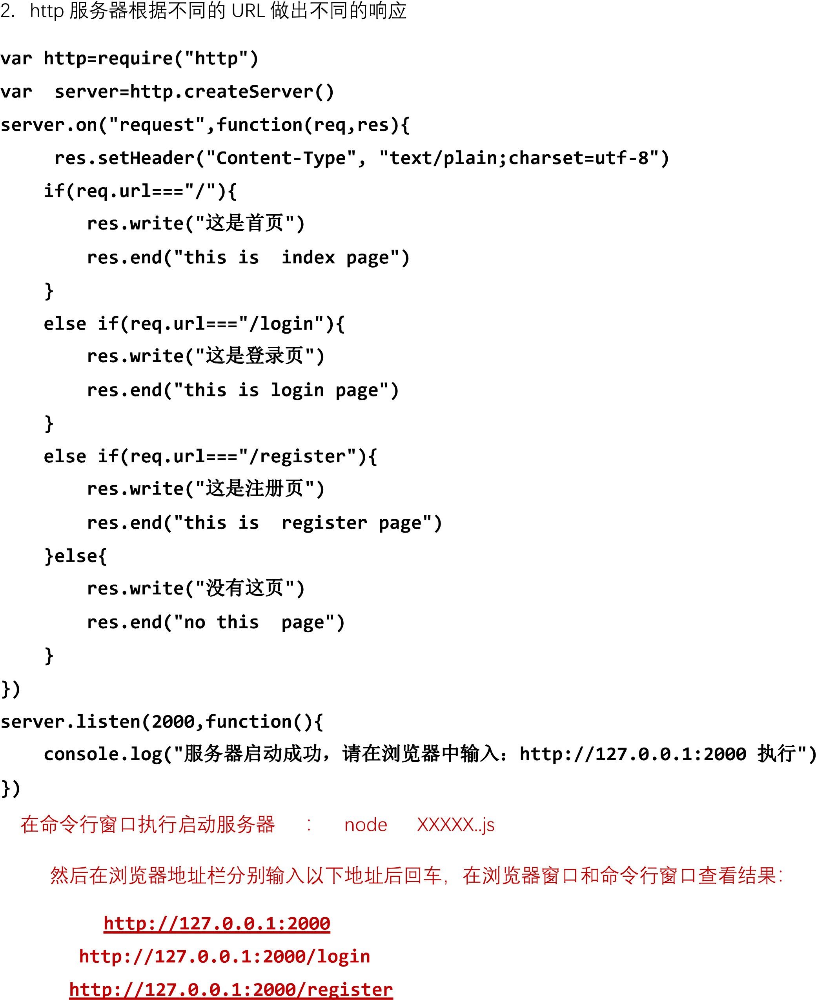 2. http 服务器根据不同的 URL 做出不同的响应
var http=require("http")
var  server=http.createServer()
server.on("request",function(req,res){
     res.setHeader("Content-Type", "text/plain;charset=utf-8")
    if(req.url==="/"){
        res.write("这是首页")
        res.end("this is  index page")
    }
    else if(req.url==="/login"){
        res.write("这是登录页")
        res.end("this is login page")
    }
    else if(req.url==="/register"){
        res.write("这是注册页")
        res.end("this is  register page")
    }else{
        res.write("没有这页")
        res.end("no this  page")
    }
})
server.listen(2000,function(){
    console.log("服务器启动成功，请在浏览器中输入：http://127.0.0.1:2000 执行")
})
在命令行窗口执行启动服务器 ： node XXXXX..js
然后在浏览器地址栏分别输入以下地址后回车，在浏览器窗口和命令行窗口查看结果：
http://127.0.0.1:2000
http://127.0.0.1:2000/login
http://127.0.0.1:2000/register